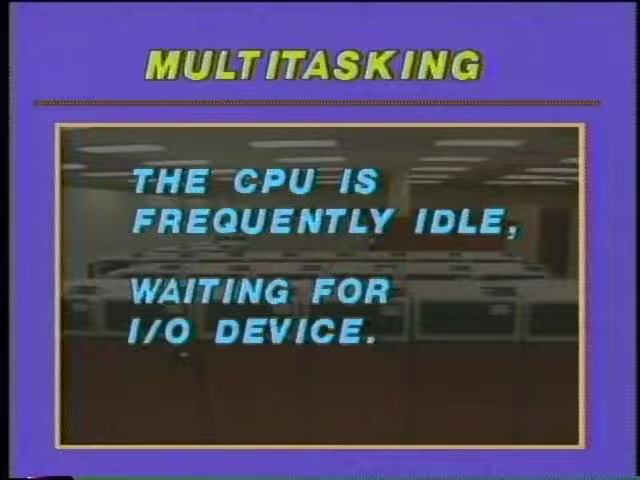 MULTITASKING
THE CPU IS
FREQUENTLY IDLE,
WAITING FOR
I/O DEVICE.